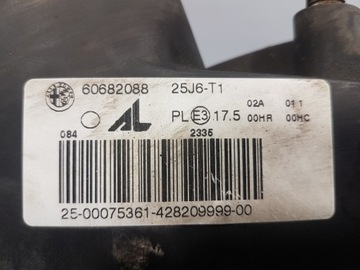 60682088 25J6-T1
AL PL E3 17.5 02A 011
00HR 00HC
084 2335
25-00075361-428209999-00